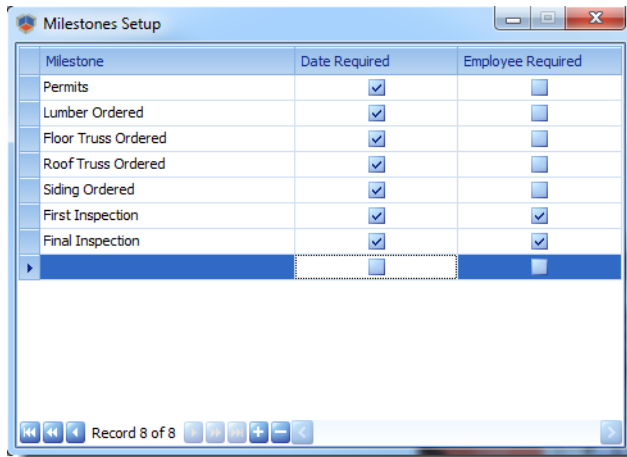 Milestones Setup
Milestone Date Required Employee Required
Permits
Lumber Ordered
Floor Truss Ordered
Roof Truss Ordered
Siding Ordered
First Inspection
Final Inspection
Record 8 of 8